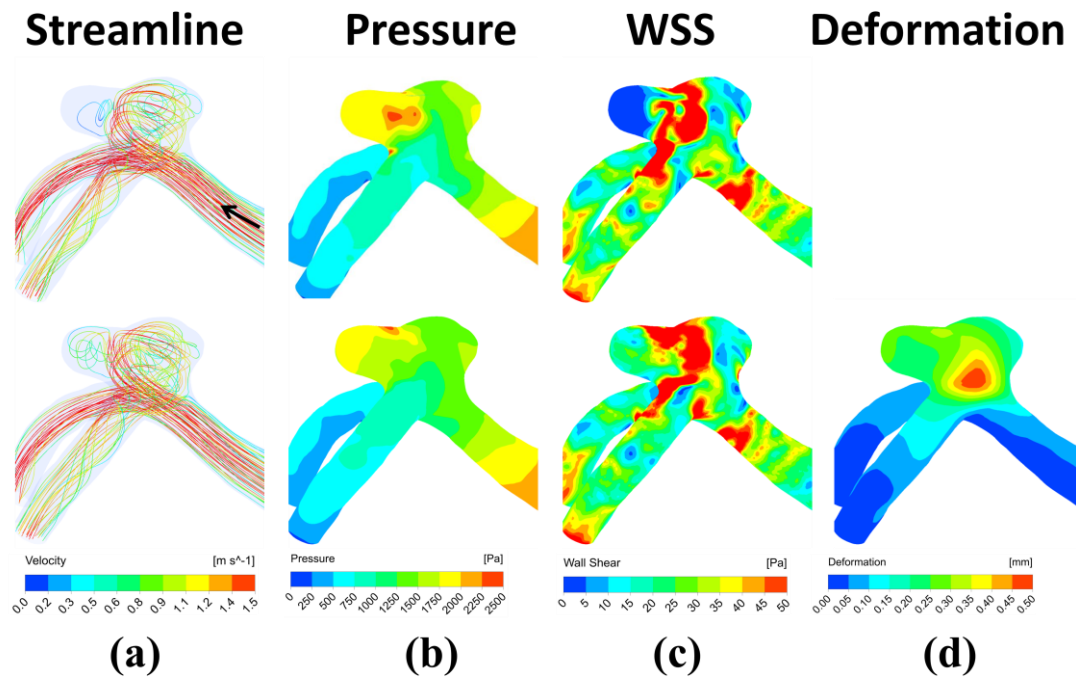 Streamline Pressure WSS Deformation
Velocity [m s^-1]
0.0 0.2 0.3 0.5 0.6 0.8 0.9 1.1 1.2 1.4 1.5
Pressure [Pa]
0 250 500 750 1000 1250 1500 1750 2000 2250 2500
Wall Shear [Pa]
0 5 10 15 20 25 30 35 40 45 50
Deformation [mm]
0.00 0.05 0.10 0.15 0.20 0.25 0.30 0.35 0.40 0.45 0.50
(a) (b) (c) (d)